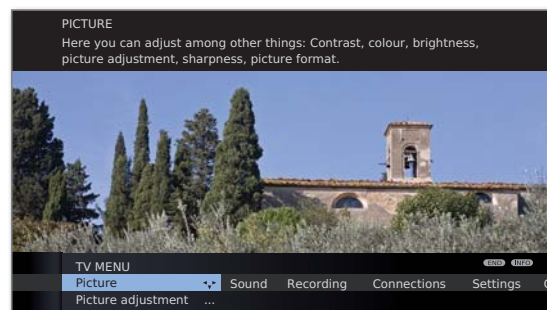 PICTURE
Here you can adjust among other things: Contrast, colour, brightness,
picture adjustment, sharpness, picture format.
TV MENU END INFO
Picture Sound Recording Connections Settings
Picture adjustment ...